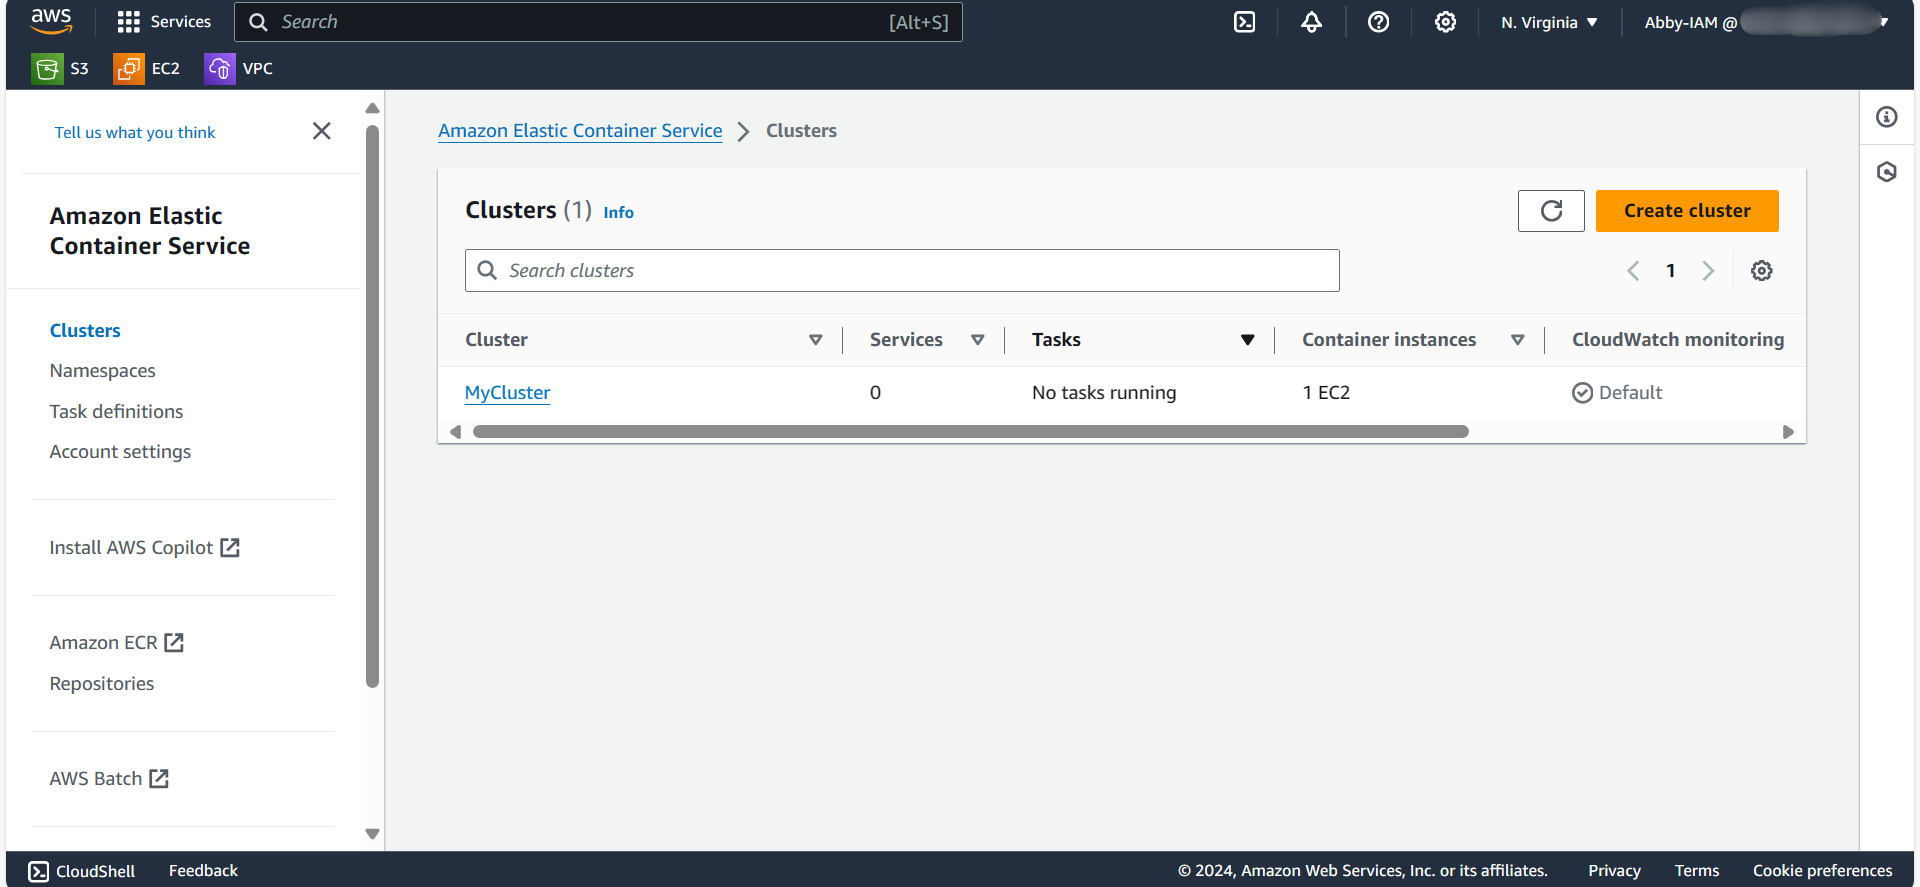 aws Services Search [Alt+S] N. Virginia Abby-IAM @
S3 EC2 VPC
Tell us what you think
Amazon Elastic
Container Service
Clusters
Namespaces
Task definitions
Account settings
Install AWS Copilot
Amazon ECR
Repositories
AWS Batch
Amazon Elastic Container Service Clusters
Clusters (1) Info
Create cluster
Search clusters
1
Cluster Services Tasks Container instances CloudWatch monitoring
MyCluster 0 No tasks running 1 EC2 Default
CloudShell Feedback © 2024, Amazon Web Services, Inc. or its affiliates. Privacy Terms Cookie preferences